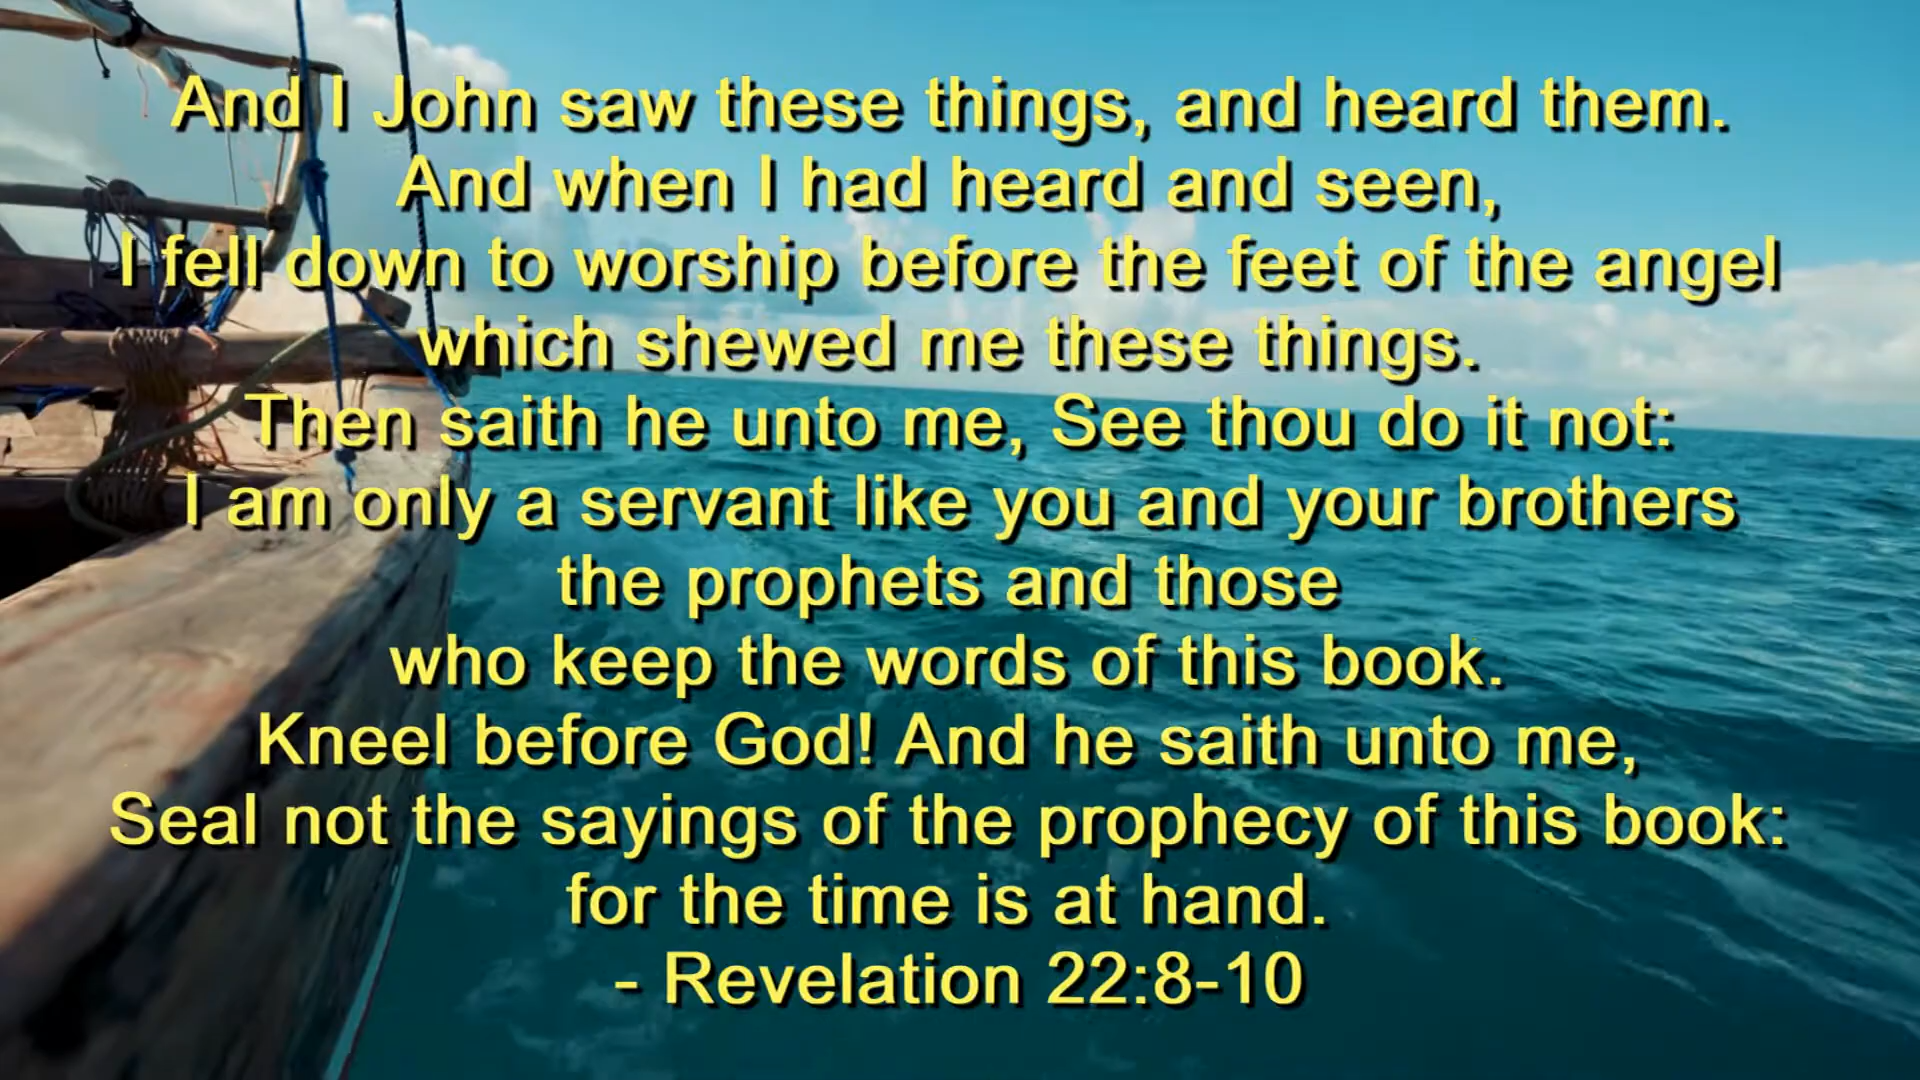 And I John saw these things, and heard them.
And when I had heard and seen,
I fell down to worship before the feet of the angel
which shewed me these things.
Then saith he unto me, See thou do it not:
I am only a servant like you and your brothers
the prophets and those
who keep the words of this book.
Kneel before God! And he saith unto me,
Seal not the sayings of the prophecy of this book:
for the time is at hand.
- Revelation 22:8-10